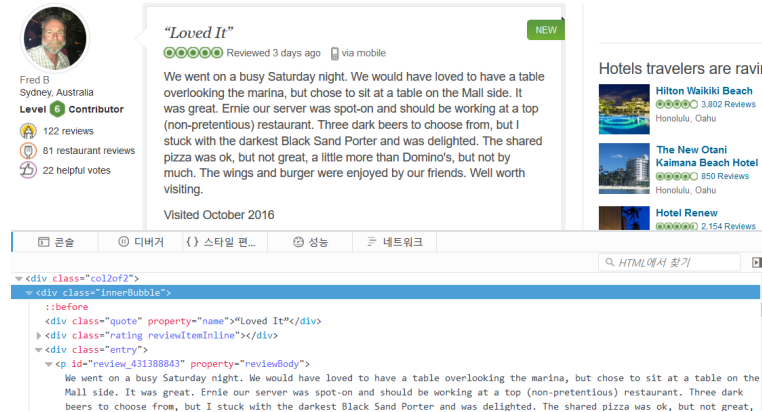 "Loved It"
NEW
Reviewed 3 days ago via mobile
Fred B
Sydney, Australia
Level 6 Contributor
122 reviews
81 restaurant reviews
22 helpful votes
We went on a busy Saturday night. We would have loved to have a table
overlooking the marina, but chose to sit at a table on the Mall side. It
was great. Ernie our server was spot-on and should be working at a top
(non-pretentious) restaurant. Three dark beers to choose from, but I
stuck with the darkest Black Sand Porter and was delighted. The shared
pizza was ok, but not great, a little more than Domino's, but not by
much. The wings and burger were enjoyed by our friends. Well worth
visiting.
Visited October 2016
Hotels travelers are ravi
Hilton Waikiki Beach
3,802 Reviews
Honolulu, Oahu
The New Otani
Kaimana Beach Hotel
850 Reviews
Honolulu, Oahu
Hotel Renew
2,154 Reviews
콘솔 디버거 {} 스타일 편... 성능 네트워크
HTML에서 찾기
<div class="col2of2">
<div class="innerBubble">
::before
<div class="quote" property="name">“Loved It”</div>
<div class="rating reviewItemInline"></div>
<div class="entry">
<p id="review_431388843" property="reviewBody">
We went on a busy Saturday night. We would have loved to have a table overlooking the marina, but chose to sit at a table on the
Mall side. It was great. Ernie our server was spot-on and should be working at a top (non-pretentious) restaurant. Three dark
beers to choose from, but I stuck with the darkest Black Sand Porter and was delighted. The shared pizza was ok, but not great,